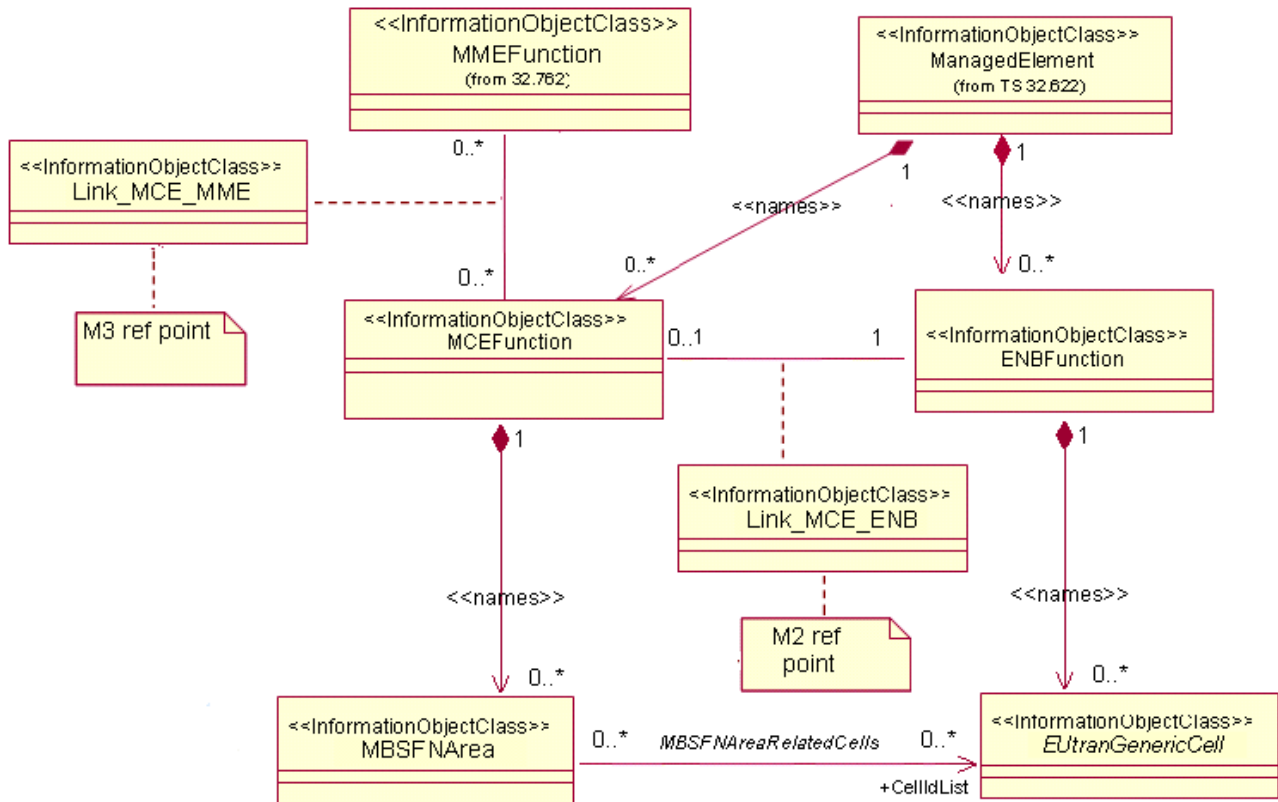 <<InformationObjectClass>>
MMEFunction
(from 32.762)
<<InformationObjectClass>>
ManagedElement
(from TS 32.622)
0..*
1
1
<<InformationObjectClass>>
Link_MCE_MME
<<names>>
<<names>>
0..*
0..*
0..*
M3 ref point
<<InformationObjectClass>>
MCEFunction
0..1
1
<<InformationObjectClass>>
ENBFunction
1
1
<<InformationObjectClass>>
Link_MCE_ENB
<<names>>
<<names>>
M2 ref
point
0..*
0..*
<<InformationObjectClass>>
MBSFNArea
0..*
MBSFNAreaRelatedCells
0..*
+CellIdList
<<InformationObjectClass>>
EUtranGenericCell